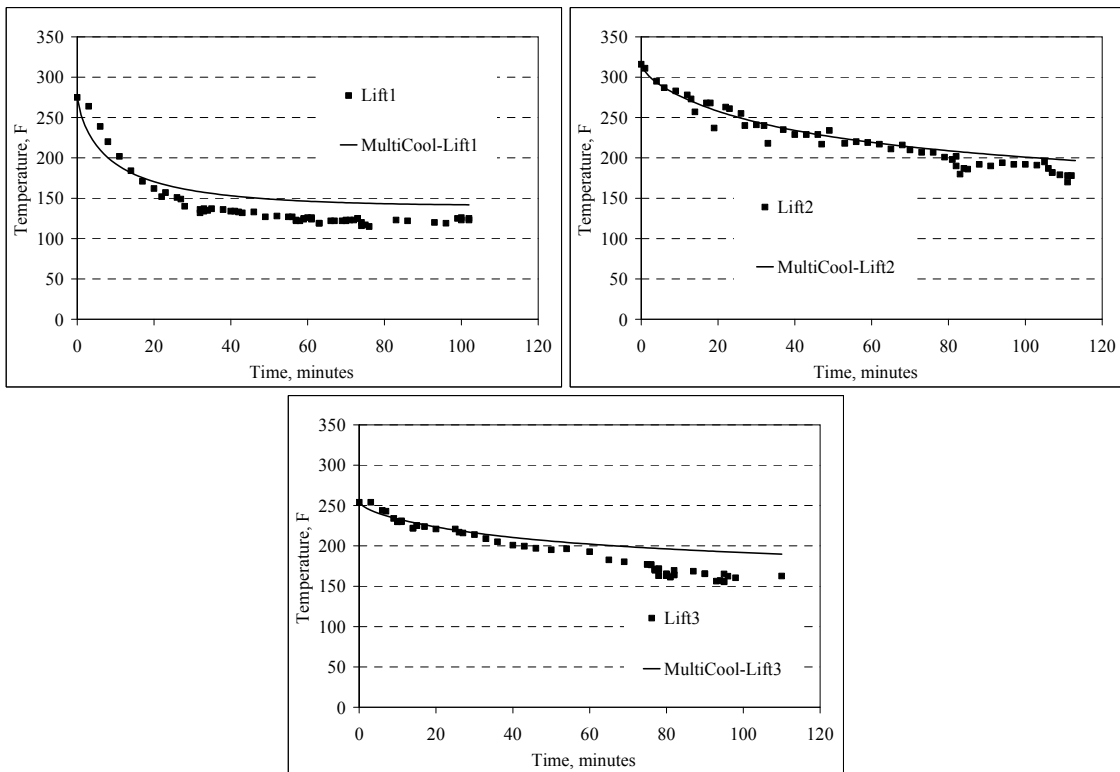 350
300
250
200
150
100
50
0
Temperature, F
Lift1
MultiCool-Lift1
0 20 40 60 80 100 120
Time, minutes
350
300
250
200
150
100
50
0
Temperature, F
Lift2
MultiCool-Lift2
0 20 40 60 80 100 120
Time, minutes
350
300
250
200
150
100
50
0
Temperature, F
Lift3
MultiCool-Lift3
0 20 40 60 80 100 120
Time, minutes